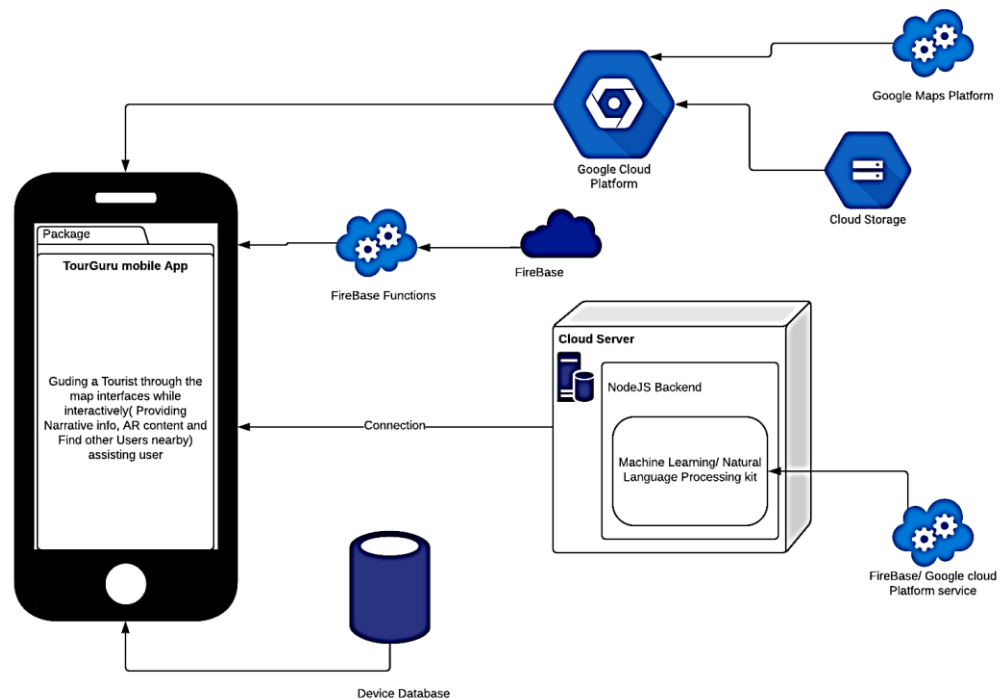 Google Maps Platform
Google Cloud
Platform
Cloud Storage
Package
TourGuru mobile App
Guding a Tourist through the
map interfaces while
interactively( Providing
Narrative info, AR content and
Find other Users nearby)
assisting user
FireBase Functions
FireBase
Cloud Server
NodeJS Backend
Machine Learning/ Natural
Language Processing kit
Connection
FireBase/ Google cloud
Platform service
Device Database